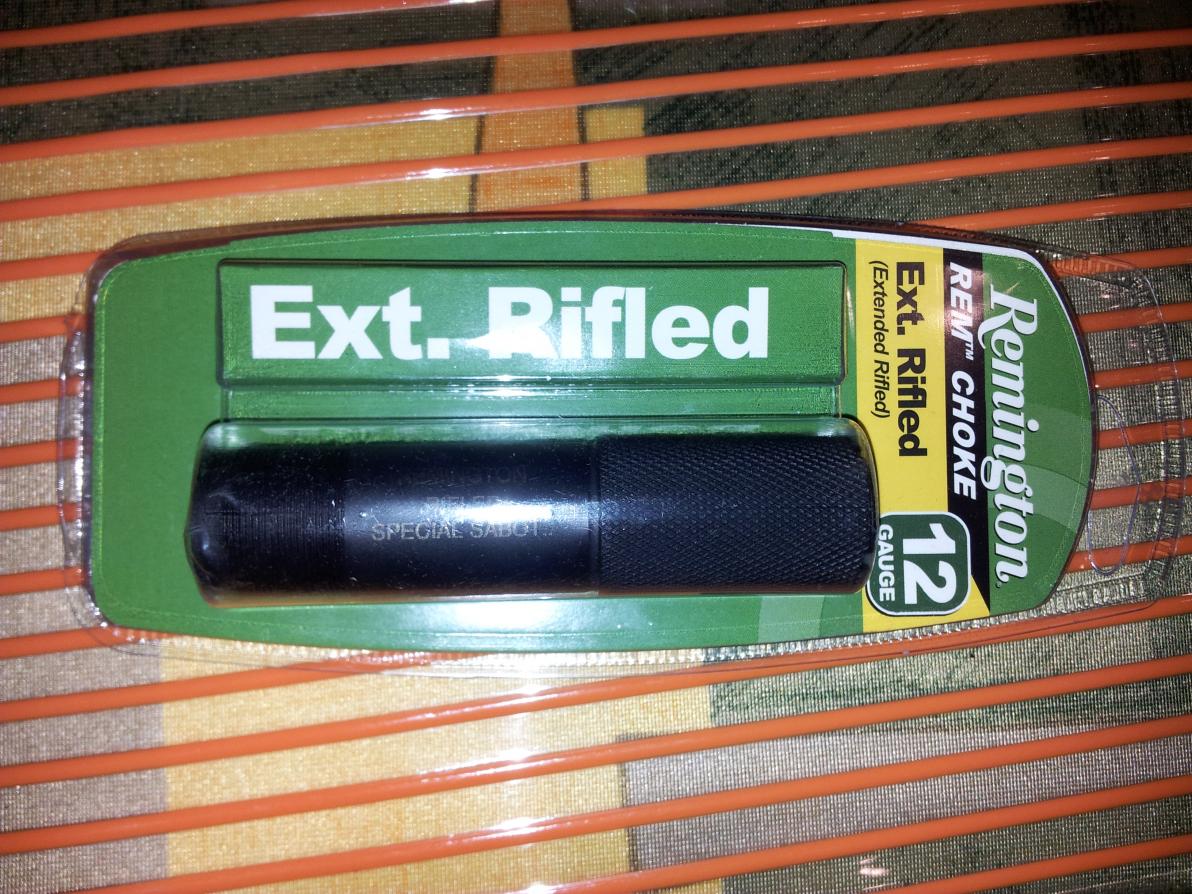 Ext. Rifled
SPECIAL SABOT
Remington
REM™ CHOKE
Ext. Rifled
(Extended Rifled)
12
GAUGE